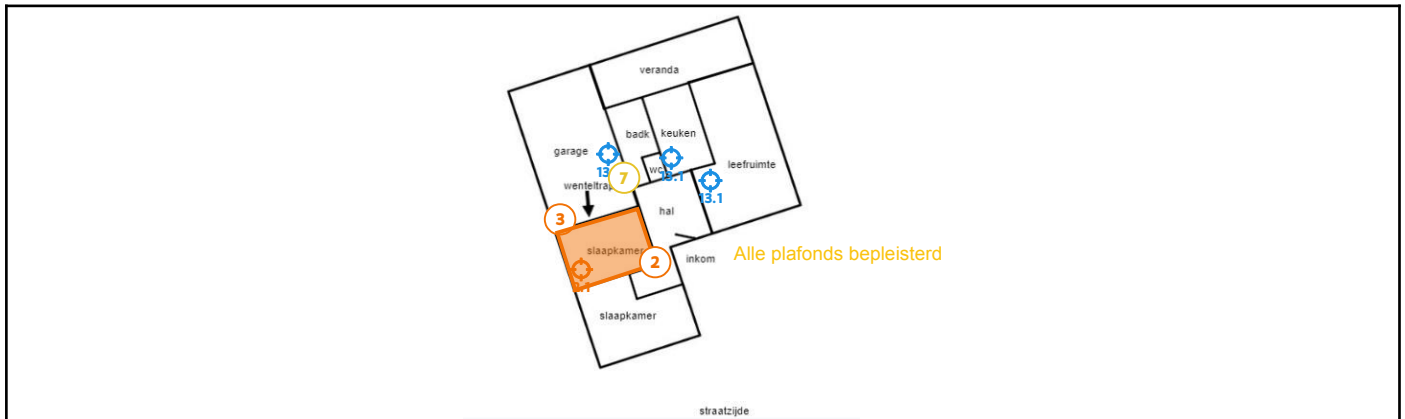 veranda
badk
keuken
garage
leefruimte
wc
13.1
7
13.1
wenteltrap
3
hal
slaapkamer
2
inkom
Alle plafonds bepleisterd
slaapkamer
straatzijde